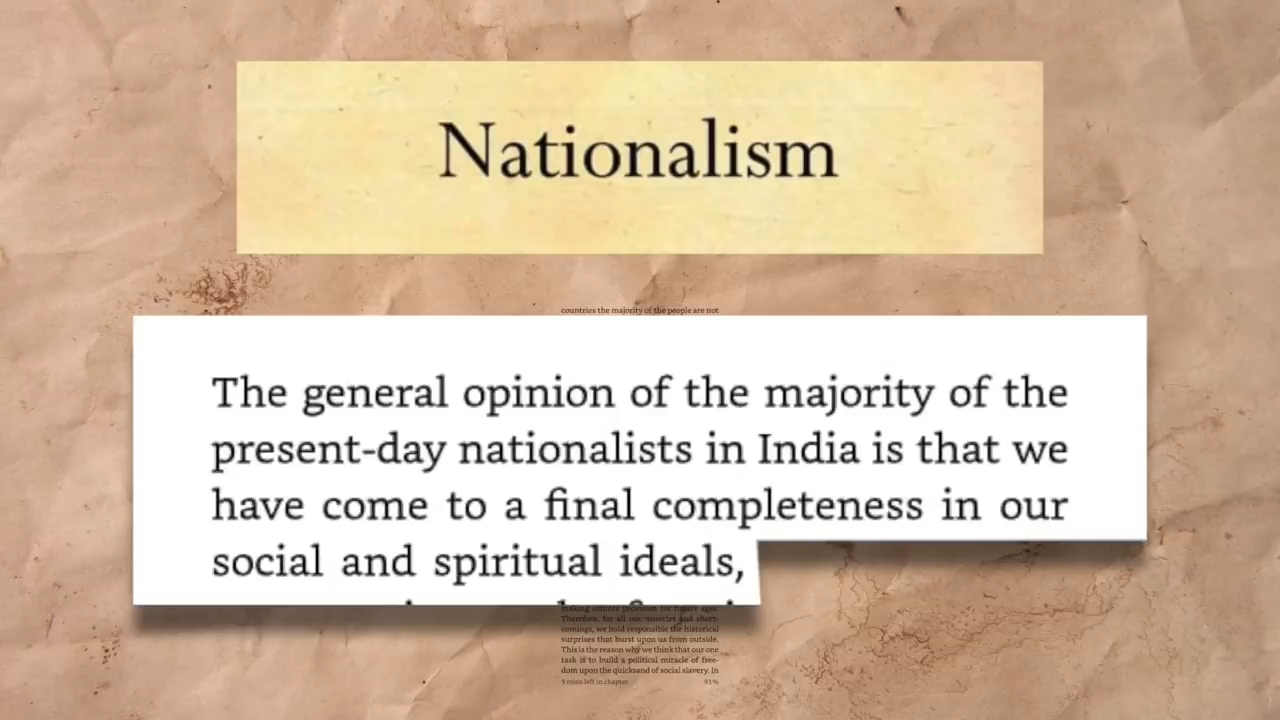 Nationalism
countries the majority of the people are not
The general opinion of the majority of the
present-day nationalists in India is that we
have come to a final completeness in our
social and spiritual ideals,
making infinite provision for future ages.
Therefore, for all our miseries and short-
comings, we hold responsible the historical
surprises that burst upon us from outside.
This is the reason why we think that our one
task is to build a political miracle of free-
dom upon the quicksand of social slavery. In
9 mins left in chapter 91%